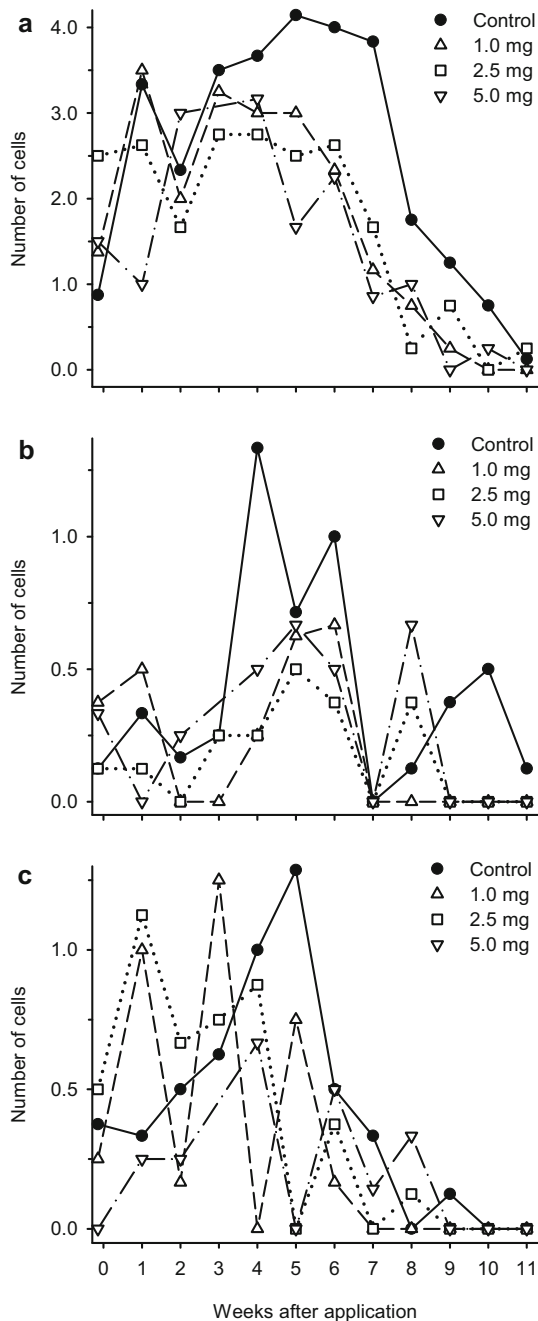 a
Control
1.0 mg
2.5 mg
5.0 mg
4.0
3.0
2.0
1.0
0.0
Number of cells
b
Control
1.0 mg
2.5 mg
5.0 mg
1.0
0.5
0.0
Number of cells
c
Control
1.0 mg
2.5 mg
5.0 mg
1.0
0.5
0.0
Number of cells
0 1 2 3 4 5 6 7 8 9 10 11
Weeks after application